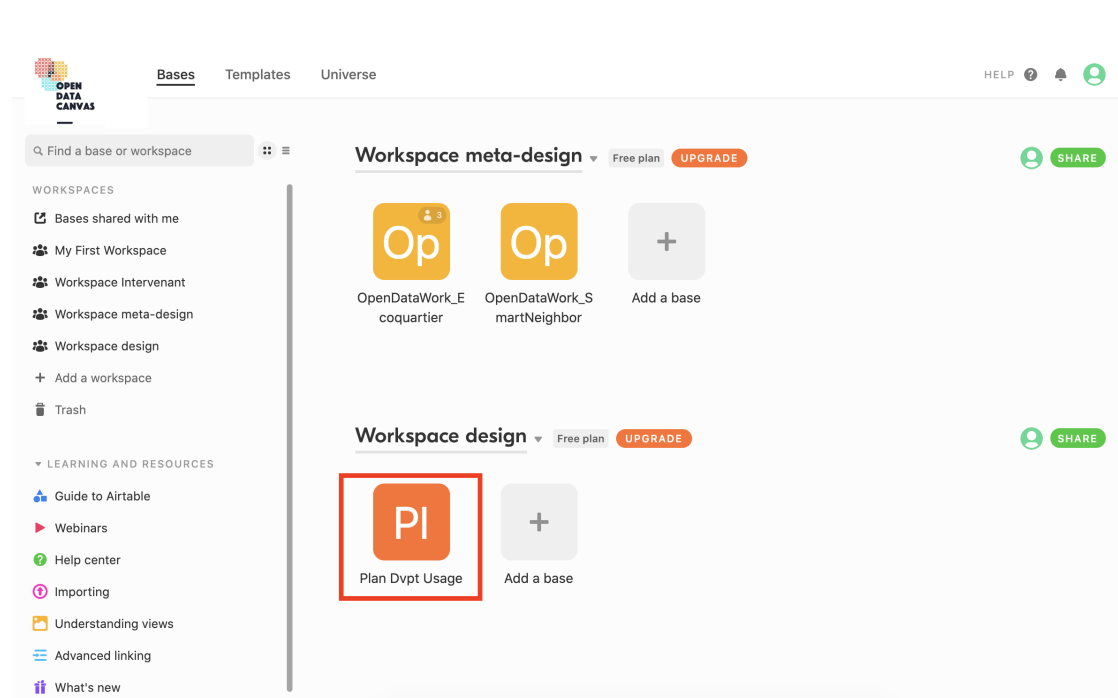 OPEN
DATA
CANVAS
Bases Templates Universe
HELP
Find a base or workspace
WORKSPACES
Bases shared with me
My First Workspace
Workspace Intervenant
Workspace meta-design
Workspace design
Add a workspace
Trash
LEARNING AND RESOURCES
Guide to Airtable
Webinars
Help center
Importing
Understanding views
Advanced linking
What's new
Workspace meta-design Free plan UPGRADE SHARE
3
Op Op
OpenDataWork_E OpenDataWork_S Add a base
coquartier martNeighbor
Workspace design Free plan UPGRADE SHARE
Pl
Plan Dvpt Usage Add a base